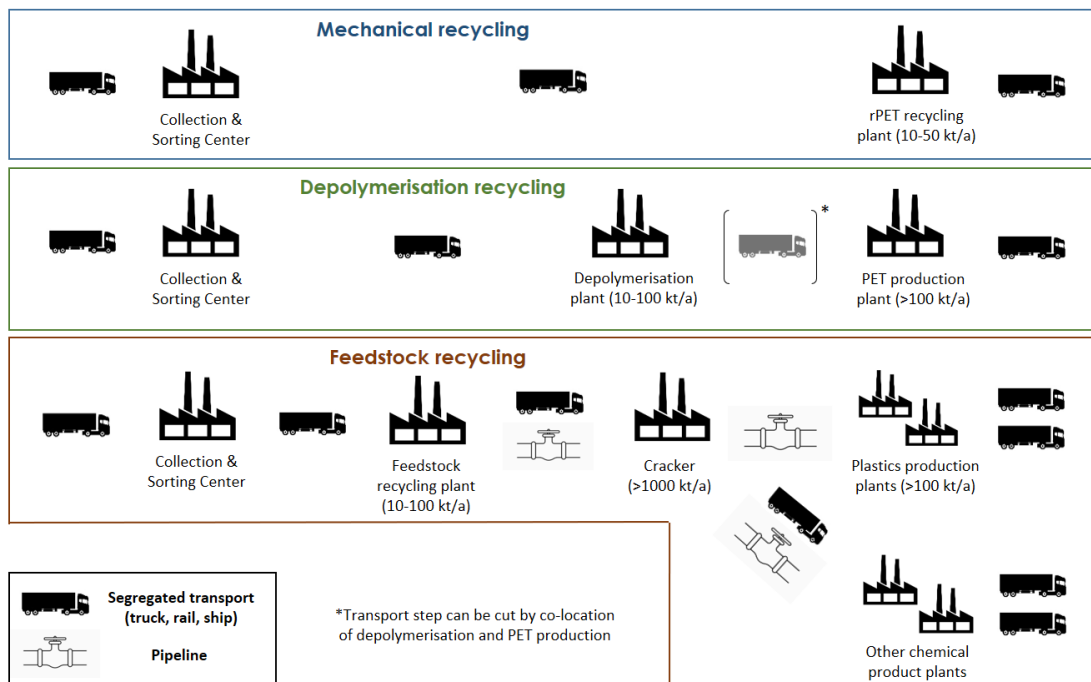 Mechanical recycling
Collection &
Sorting Center
rPET recycling
plant (10-50 kt/a)
Depolymerisation recycling
*
Collection &
Sorting Center
Depolymerisation
plant (10-100 kt/a)
PET production
plant (>100 kt/a)
Feedstock recycling
Collection &
Sorting Center
Feedstock
recycling plant
(10-100 kt/a)
Cracker
(>1000 kt/a)
Plastics production
plants (>100 kt/a)
Segregated transport
(truck, rail, ship)
Pipeline
*Transport step can be cut by co-location
of depolymerisation and PET production
Other chemical
product plants